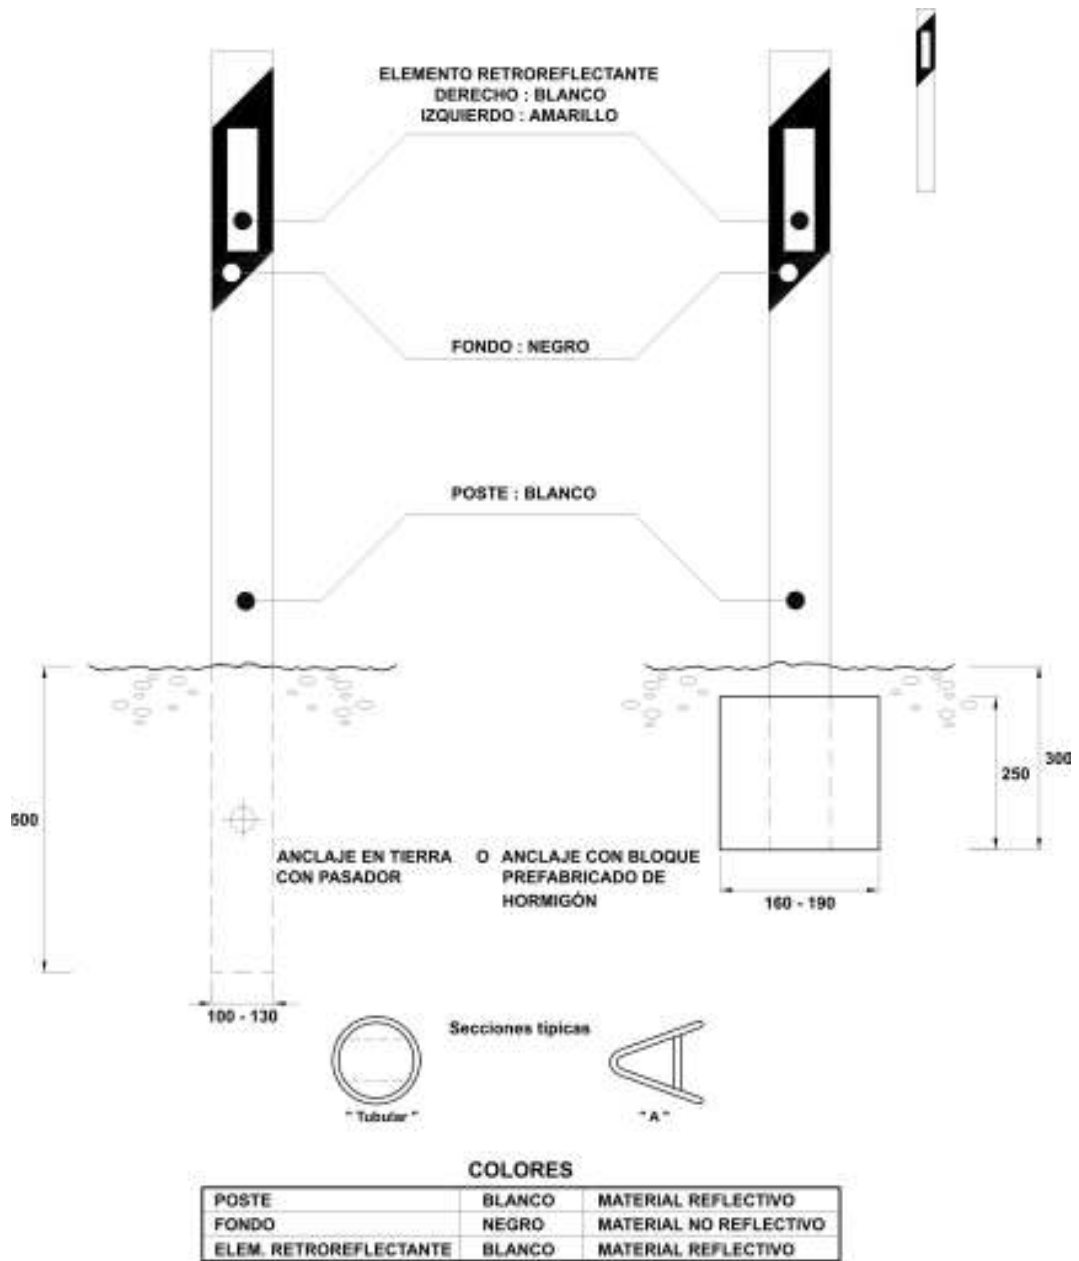 ELEMENTO RETROREFLECTANTE
DERECHO : BLANCO
IZQUIERDO : AMARILLO
FONDO : NEGRO
POSTE : BLANCO
500
250
300
ANCLAJE EN TIERRA O ANCLAJE CON BLOQUE
CON PASADOR PREFABRICADO DE
HORMIGÓN
160 - 190
100 - 130
Secciones típicas
" Tubular " " A "
COLORES
POSTE BLANCO MATERIAL REFLECTIVO
FONDO NEGRO MATERIAL NO REFLECTIVO
ELEM. RETROREFLECTANTE BLANCO MATERIAL REFLECTIVO